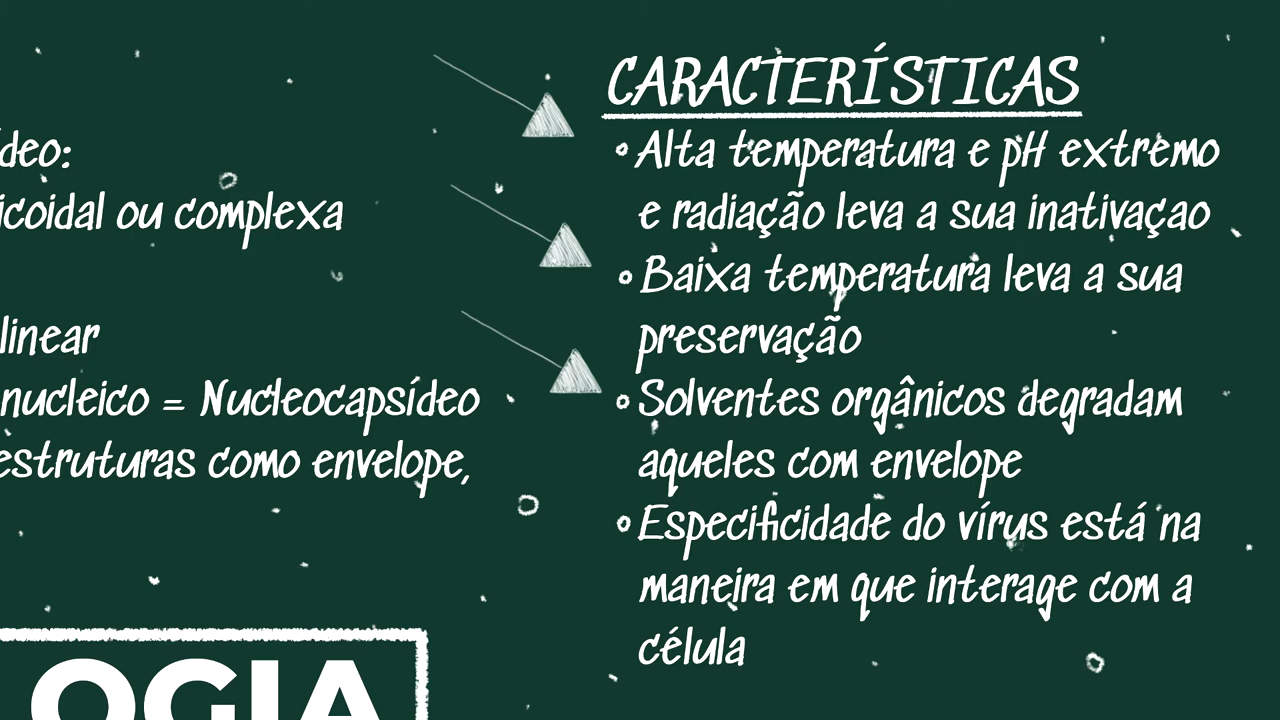 deo:
icoidal ou complexa
linear
nucleico = Nucleocapsídeo
estruturas como envelope,
OGIA
CARACTERÍSTICAS
Alta temperatura e pH extremo
e radiação leva a sua inativaçao
Baixa temperatura leva a sua
preservação
Solventes orgânicos degradam
aqueles com envelope
Especificidade do vírus está na
maneira em que interage com a
célula